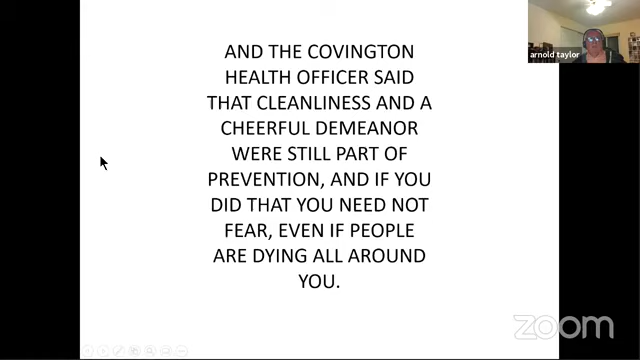 AND THE COVINGTON
HEALTH OFFICER SAID
THAT CLEANLINESS AND A
CHEERFUL DEMEANOR
WERE STILL PART OF
PREVENTION, AND IF YOU
DID THAT YOU NEED NOT
FEAR, EVEN IF PEOPLE
ARE DYING ALL AROUND
YOU.
arnold taylor
zoom